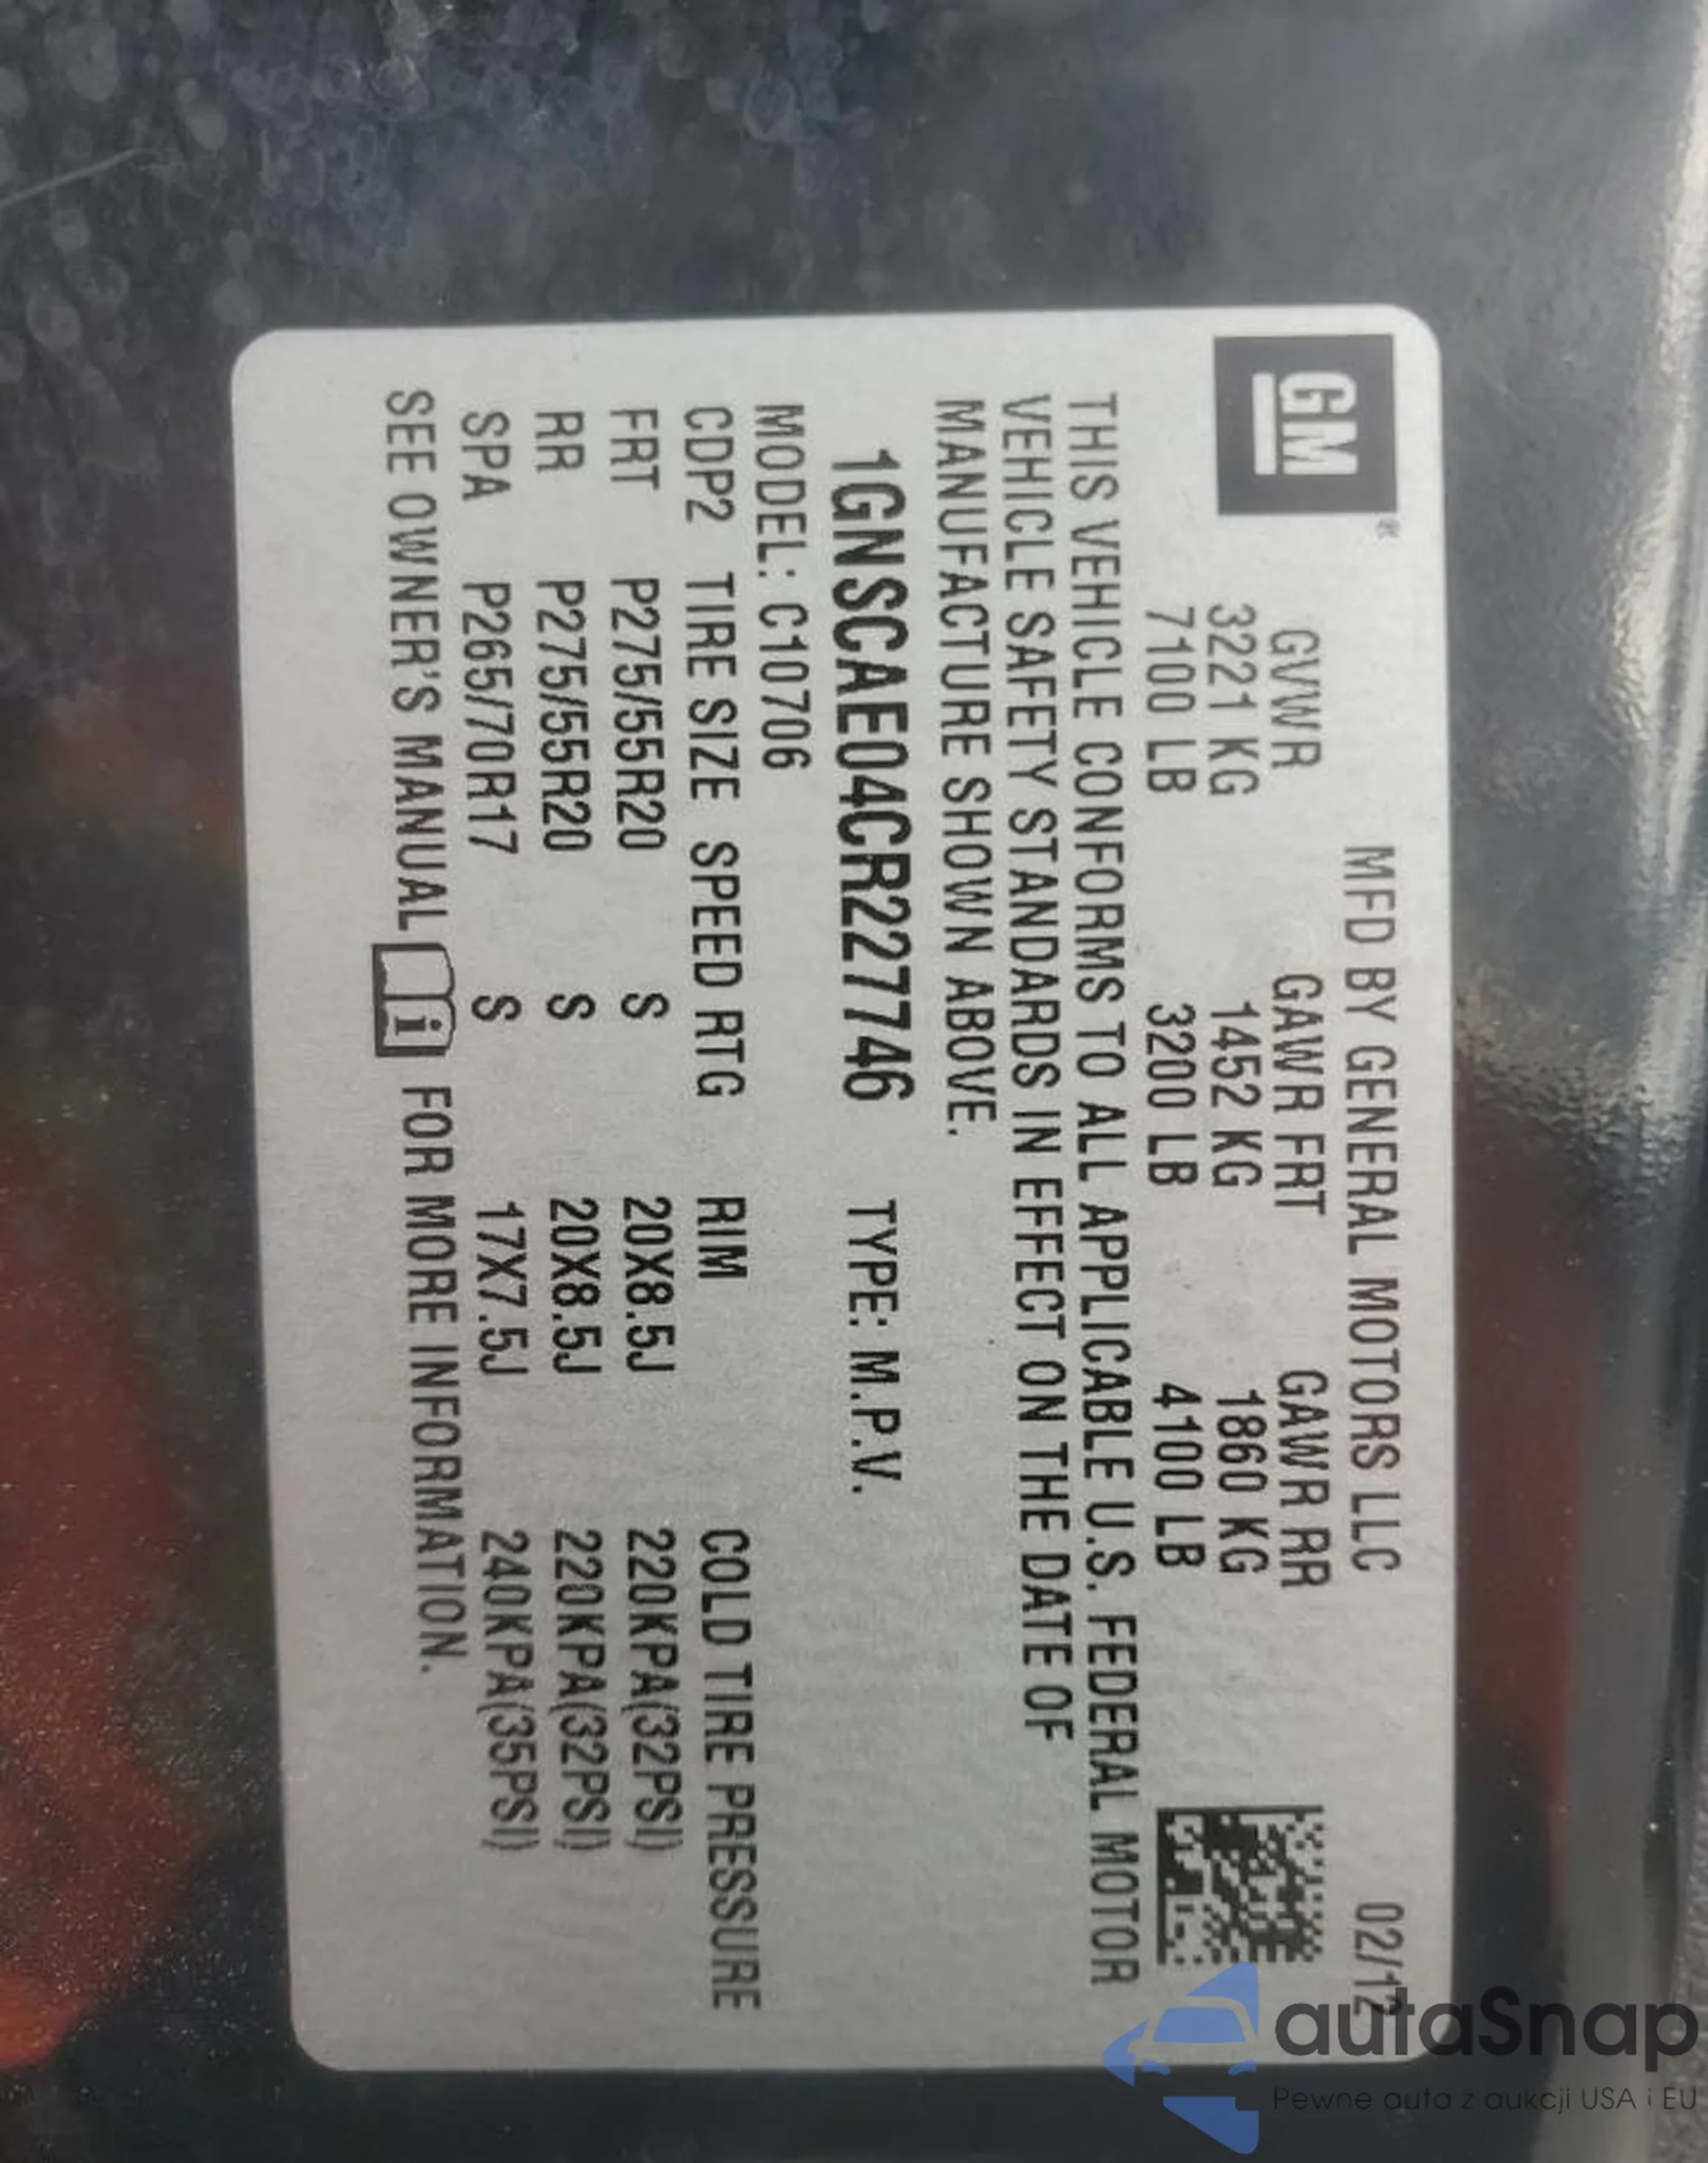 GM®
MFD BY GENERAL MOTORS LLC 02/12
GVWR GAWR FRT GAWR RR
3221 KG 1452 KG 1860 KG
7100 LB 3200 LB 4100 LB
THIS VEHICLE CONFORMS TO ALL APPLICABLE U.S. FEDERAL MOTOR
VEHICLE SAFETY STANDARDS IN EFFECT ON THE DATE OF
MANUFACTURE SHOWN ABOVE.
1GNSCAE04CR227746 TYPE: M.P.V.
MODEL: C10706
CDP2 TIRE SIZE SPEED RTG RIM COLD TIRE PRESSURE
FRT P275/55R20 S 20X8.5J 220KPA(32PSI)
RR P275/55R20 S 20X8.5J 220KPA(32PSI)
SPA P265/70R17 S 17X7.5J 240KPA(35PSI)
SEE OWNER'S MANUAL i FOR MORE INFORMATION.
autaSnap
Pewne auta z aukcji USA i EU